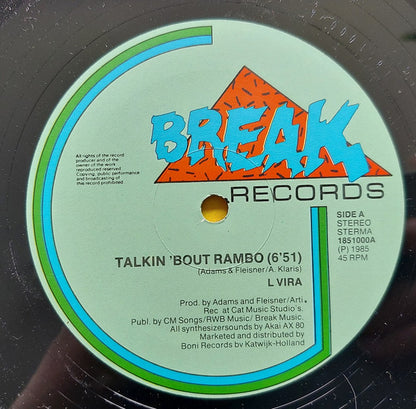 BREAK
RECORDS
All rights of the record
producer and of the
owner of the work
reproduced reserved
Copying, public performance
and broadcasting of
this record prohibited
SIDE A
STEREO
STERMA
1851000A
(P) 1985
45 RPM
TALKIN 'BOUT RAMBO (6'51)
(Adams & Fleisner/A. Klaris)
L VIRA
Prod. by Adams and Fleisner/Arti.
Rec at Cat Music Studio's.
Publ. by CM Songs/RWB Music/ Break Music.
All synthesizersounds by Akai AX 80
Marketed and distributed by
Boni Records by Katwijk-Holland